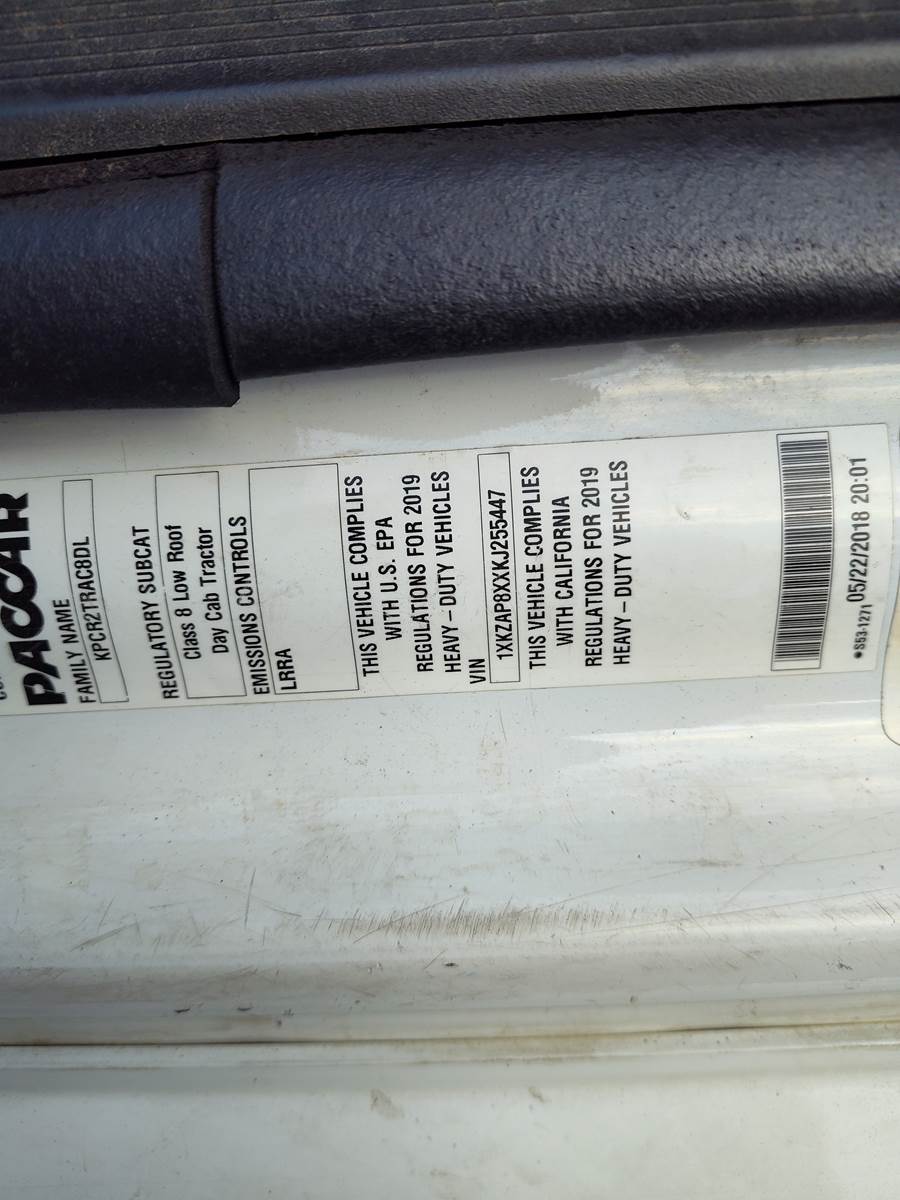 PACCAR
FAMILY NAME
KPCR2TRAC8DL
REGULATORY SUBCAT
Class 8 Low Roof
Day Cab Tractor
EMISSIONS CONTROLS
LRRA
THIS VEHICLE COMPLIES
WITH U.S. EPA
REGULATIONS FOR 2019
HEAVY-DUTY VEHICLES
VIN
1XKZAP8XXKJ255447
THIS VEHICLE COMPLIES
WITH CALIFORNIA
REGULATIONS FOR 2019
HEAVY-DUTY VEHICLES
•S53-1271 05/22/2018 20:01